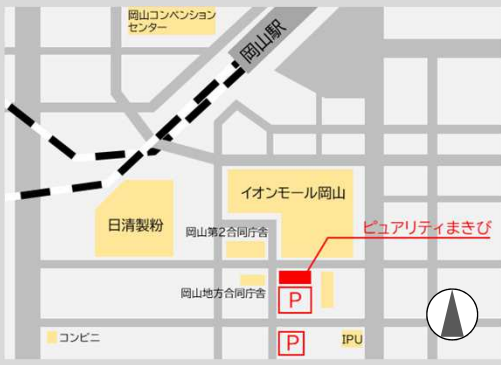 岡山コンベンション
センター
岡山駅
イオンモール岡山
日清製粉
岡山第2合同庁舎
ピュアリティまきび
岡山地方合同庁舎
P
コンビニ
P
IPU